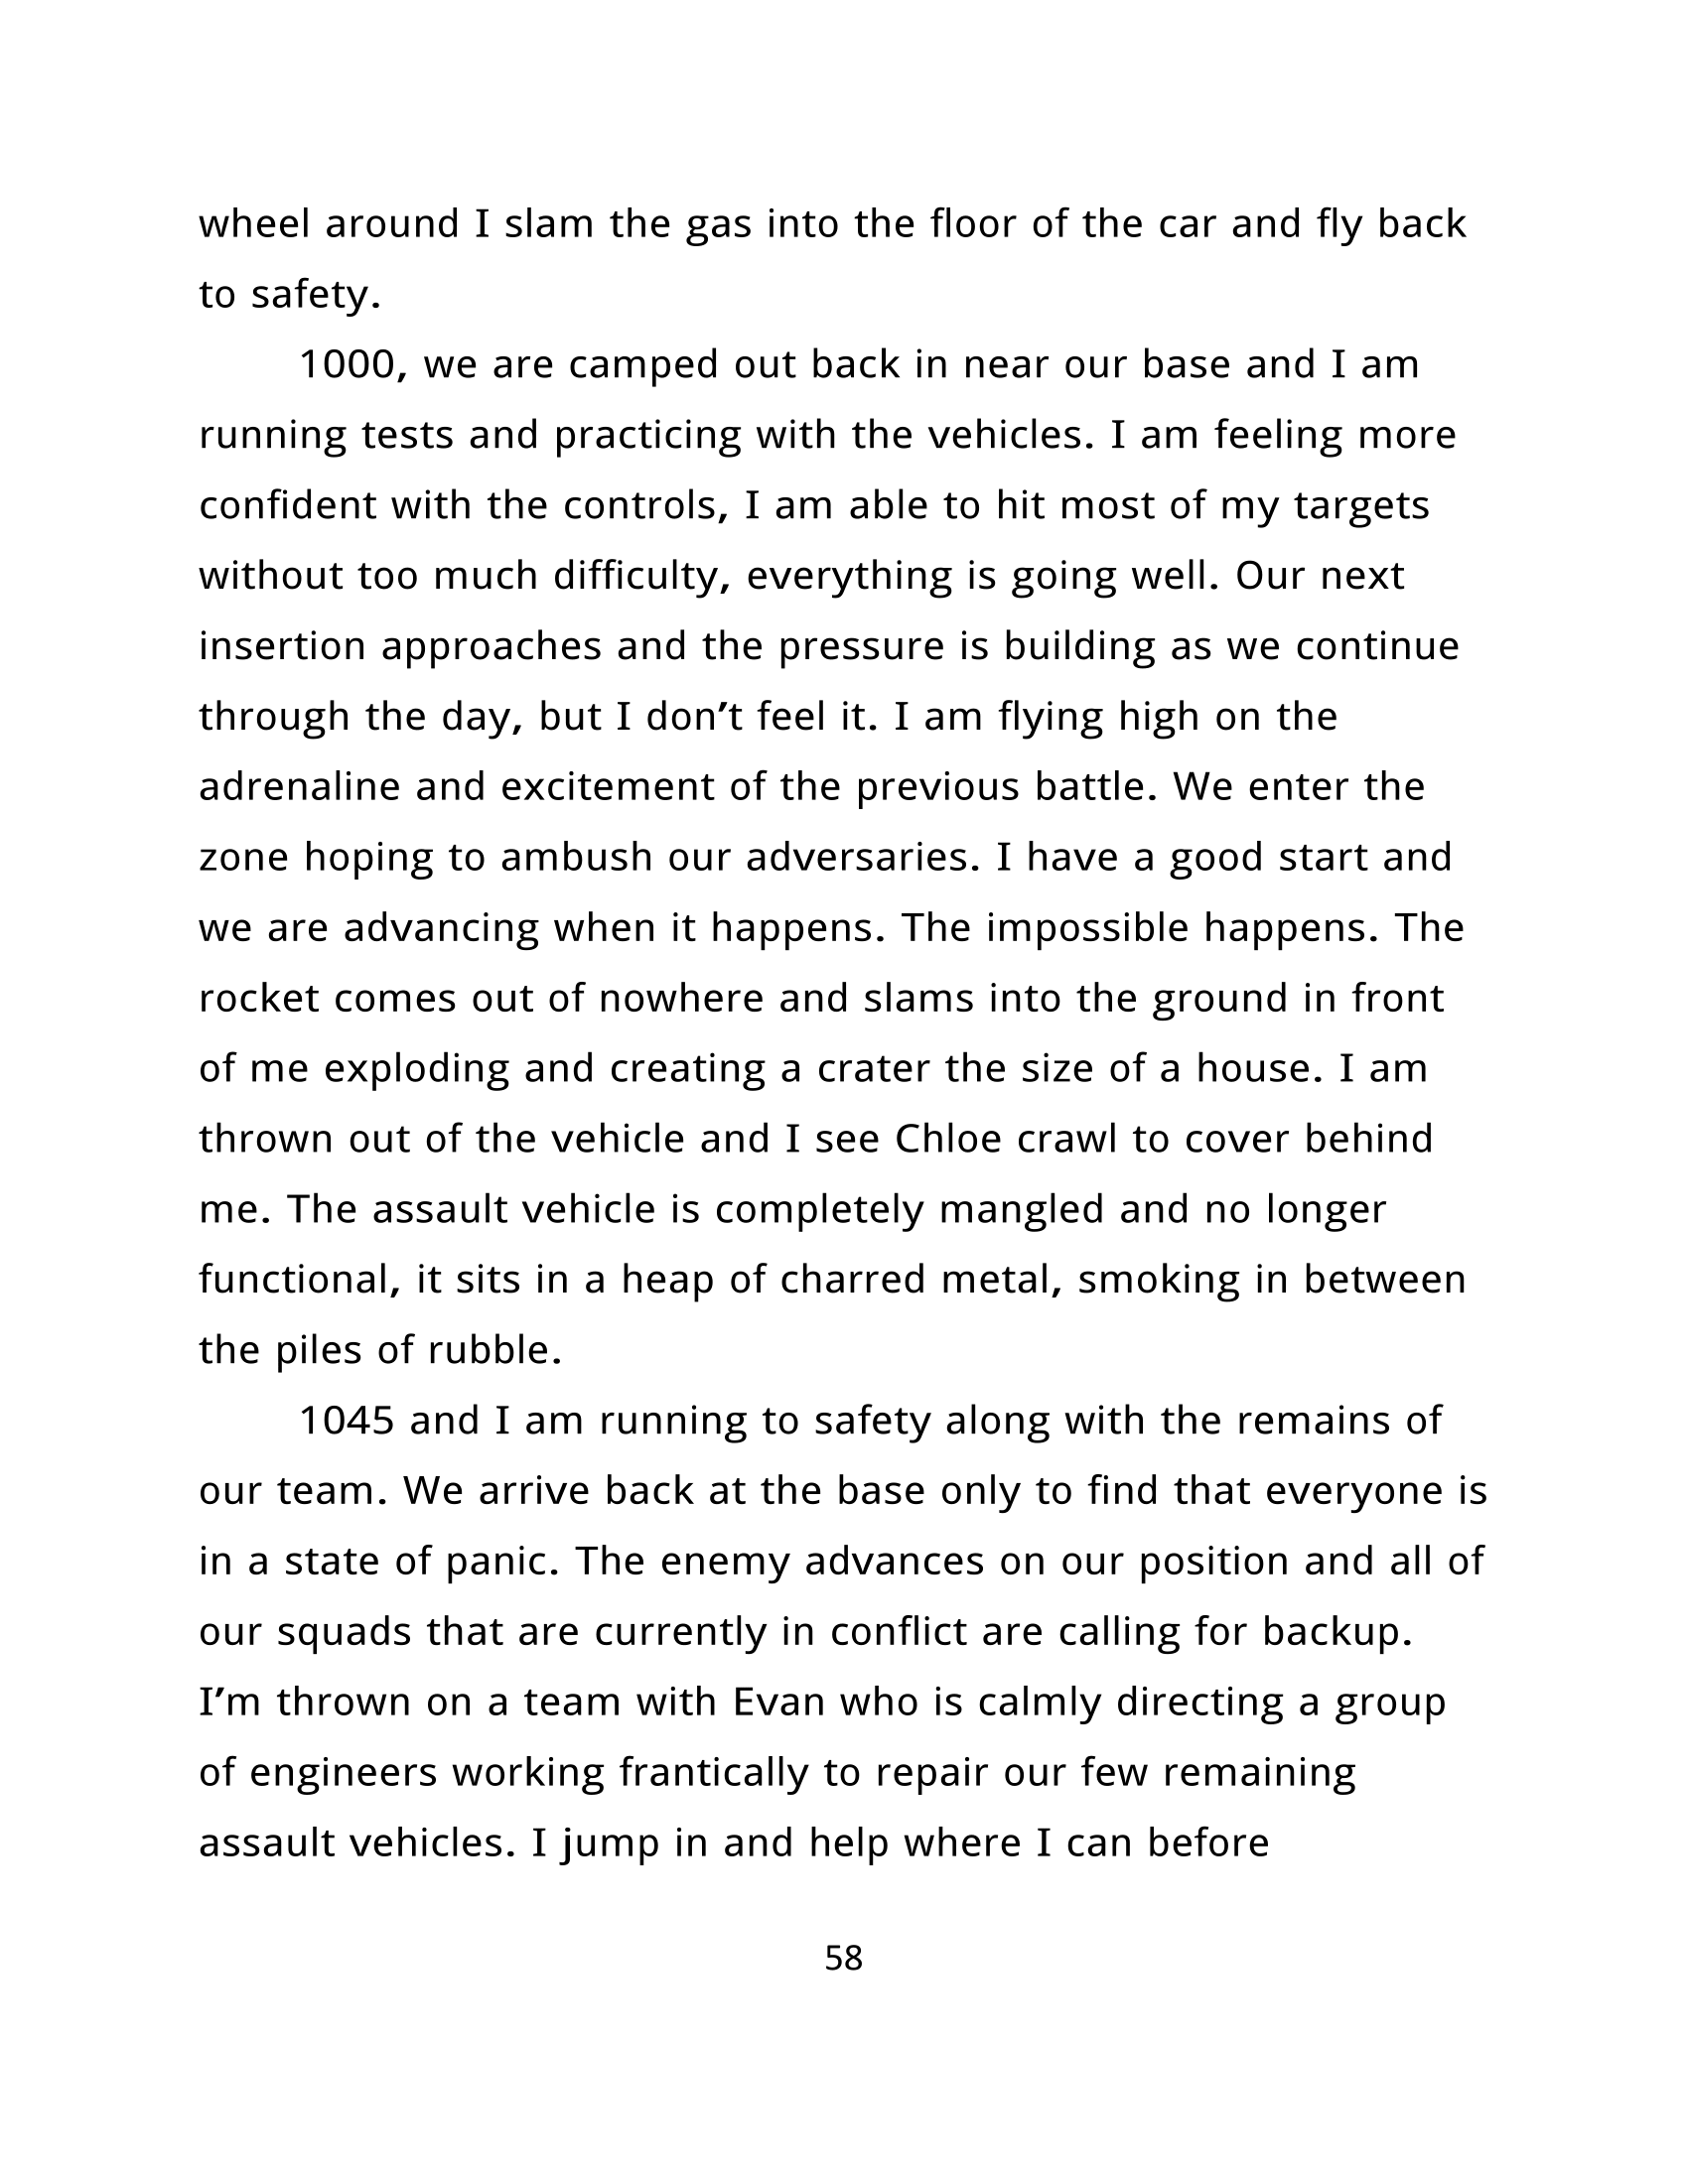 wheel around I slam the gas into the floor of the car and fly back
to safety.
1000, we are camped out back in near our base and I am
running tests and practicing with the vehicles. I am feeling more
confident with the controls, I am able to hit most of my targets
without too much difficulty, everything is going well. Our next
insertion approaches and the pressure is building as we continue
through the day, but I don’t feel it. I am flying high on the
adrenaline and excitement of the previous battle. We enter the
zone hoping to ambush our adversaries. I have a good start and
we are advancing when it happens. The impossible happens. The
rocket comes out of nowhere and slams into the ground in front
of me exploding and creating a crater the size of a house. I am
thrown out of the vehicle and I see Chloe crawl to cover behind
me. The assault vehicle is completely mangled and no longer
functional, it sits in a heap of charred metal, smoking in between
the piles of rubble.
1045 and I am running to safety along with the remains of
our team. We arrive back at the base only to find that everyone is
in a state of panic. The enemy advances on our position and all of
our squads that are currently in conflict are calling for backup.
I’m thrown on a team with Evan who is calmly directing a group
of engineers working frantically to repair our few remaining
assault vehicles. I jump in and help where I can before
58